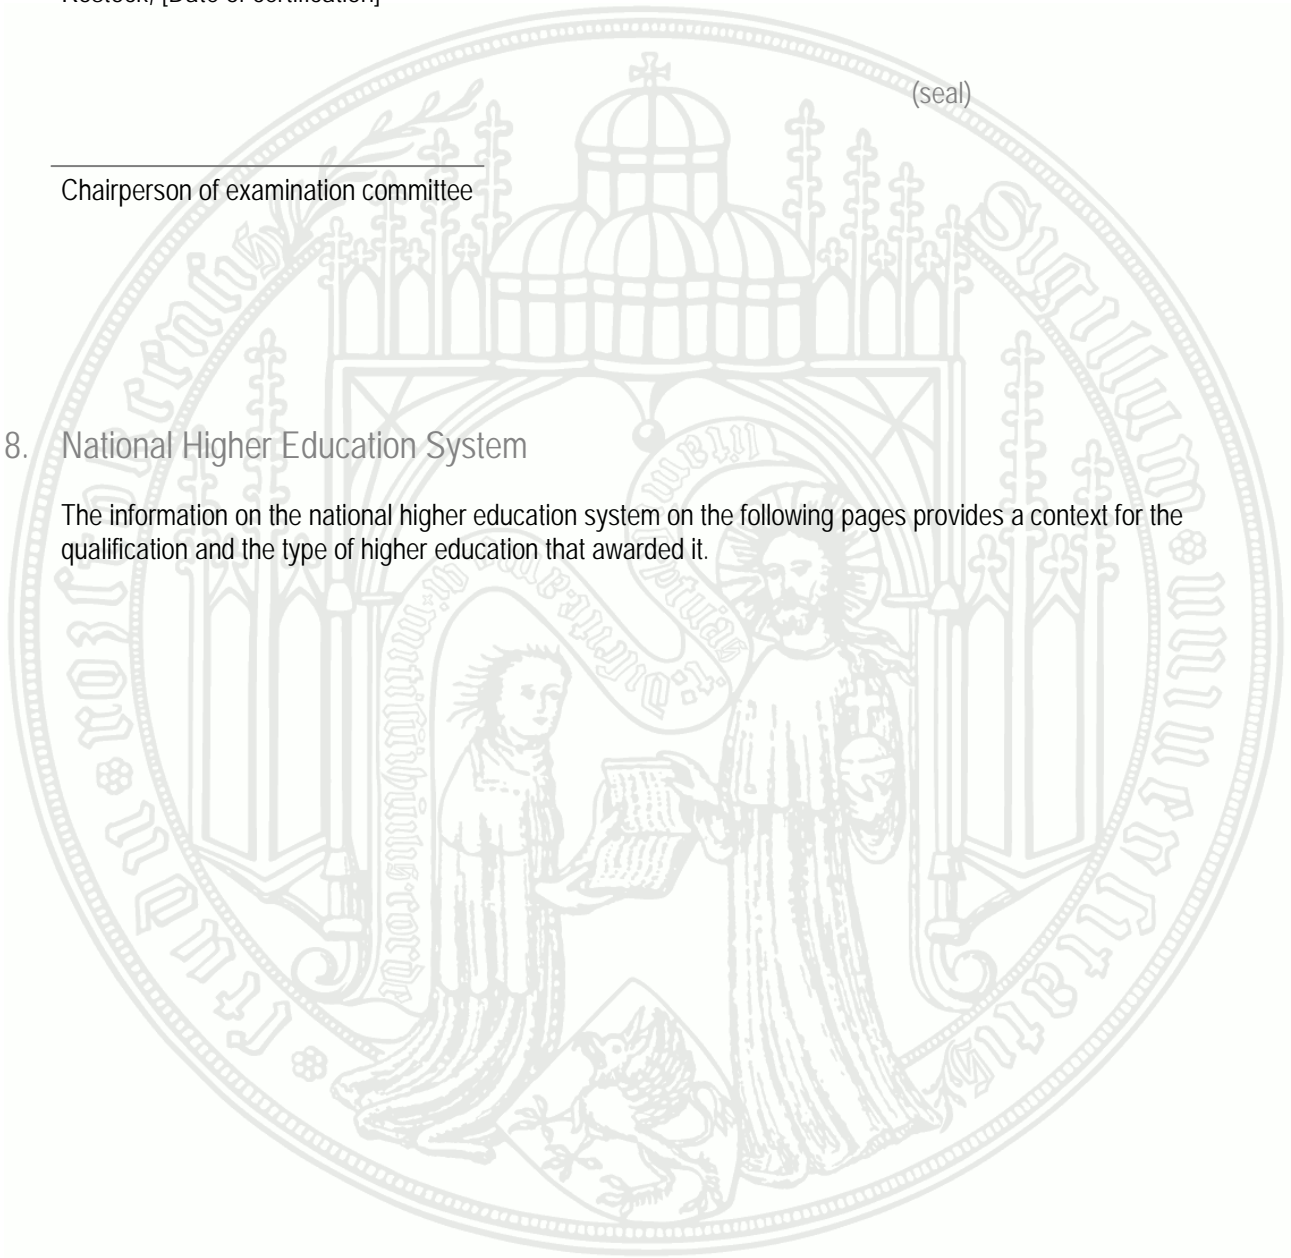 Rostock, [Date of certification]
(seal)
Chairperson of examination committee
8. National Higher Education System
The information on the national higher education system on the following pages provides a context for the
qualification and the type of higher education that awarded it.